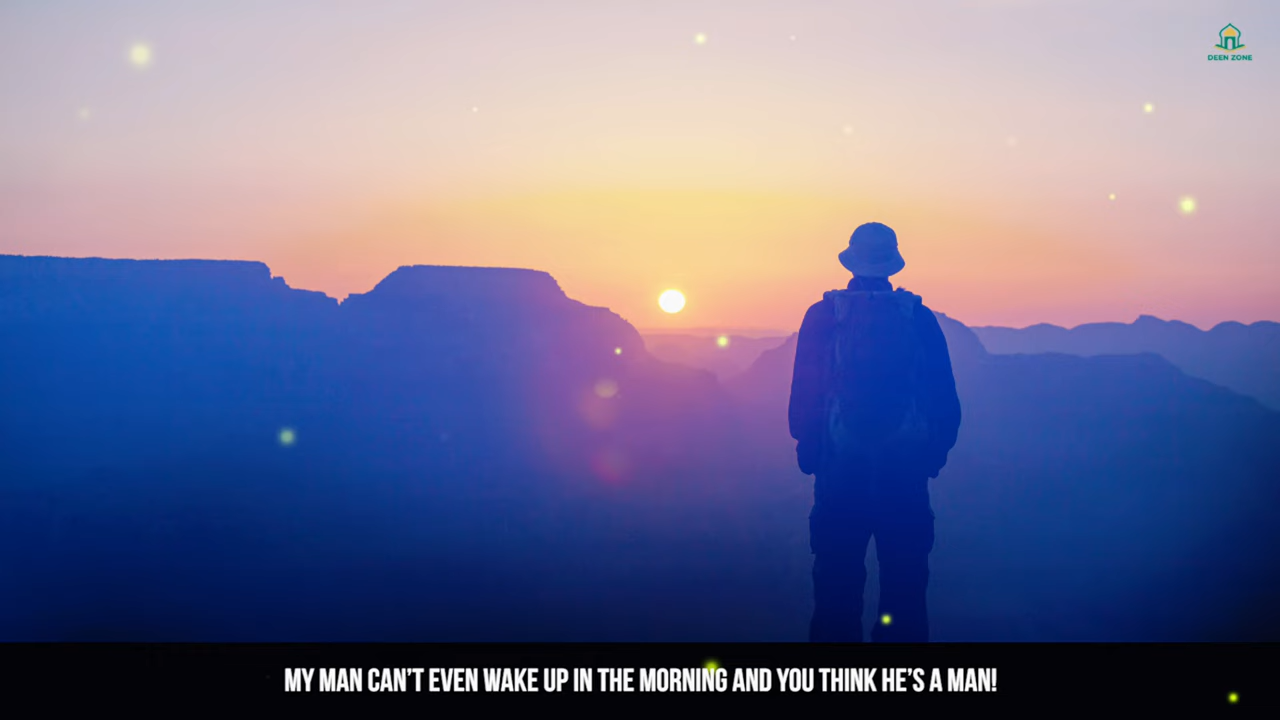 DEEN ZONE
MY MAN CAN'T EVEN WAKE UP IN THE MORNING AND YOU THINK HE'S A MAN!